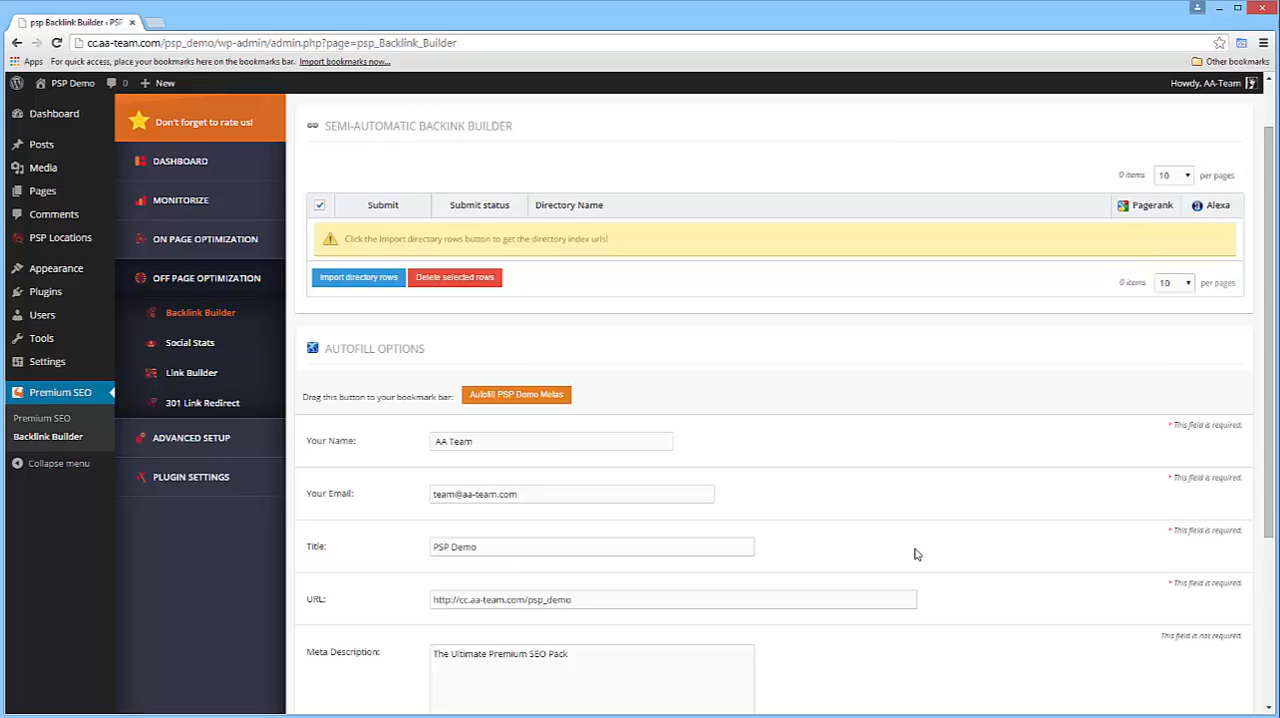 psp Backlink Builder ‹ PSP
cc.aa-team.com/psp_demo/wp-admin/admin.php?page=psp_Backlink_Builder
Apps For quick access, place your bookmarks here on the bookmarks bar. Import bookmarks now... Other bookmarks
PSP Demo 0 New Howdy, AA-Team
Dashboard
Posts
Media
Pages
Comments
PSP Locations
Appearance
Plugins
Users
Tools
Settings
Premium SEO
Premium SEO
Backlink Builder
Collapse menu
Don't forget to rate us!
DASHBOARD
MONITORIZE
ON PAGE OPTIMIZATION
OFF PAGE OPTIMIZATION
Backlink Builder
Social Stats
Link Builder
301 Link Redirect
ADVANCED SETUP
PLUGIN SETTINGS
SEMI-AUTOMATIC BACKINK BUILDER
0 items 10 per pages
Submit Submit status Directory Name Pagerank Alexa
Click the Import directory rows button to get the directory index urls!
Import directory rows Delete selected rows 0 items 10 per pages
AUTOFILL OPTIONS
Drag this button to your bookmark bar: Autofill PSP Demo Metas
* This field is required.
Your Name: AA Team
* This field is required.
Your Email: team@aa-team.com
* This field is required.
Title: PSP Demo
* This field is required.
URL: http://cc.aa-team.com/psp_demo
This field is not required.
Meta Description: The Ultimate Premium SEO Pack